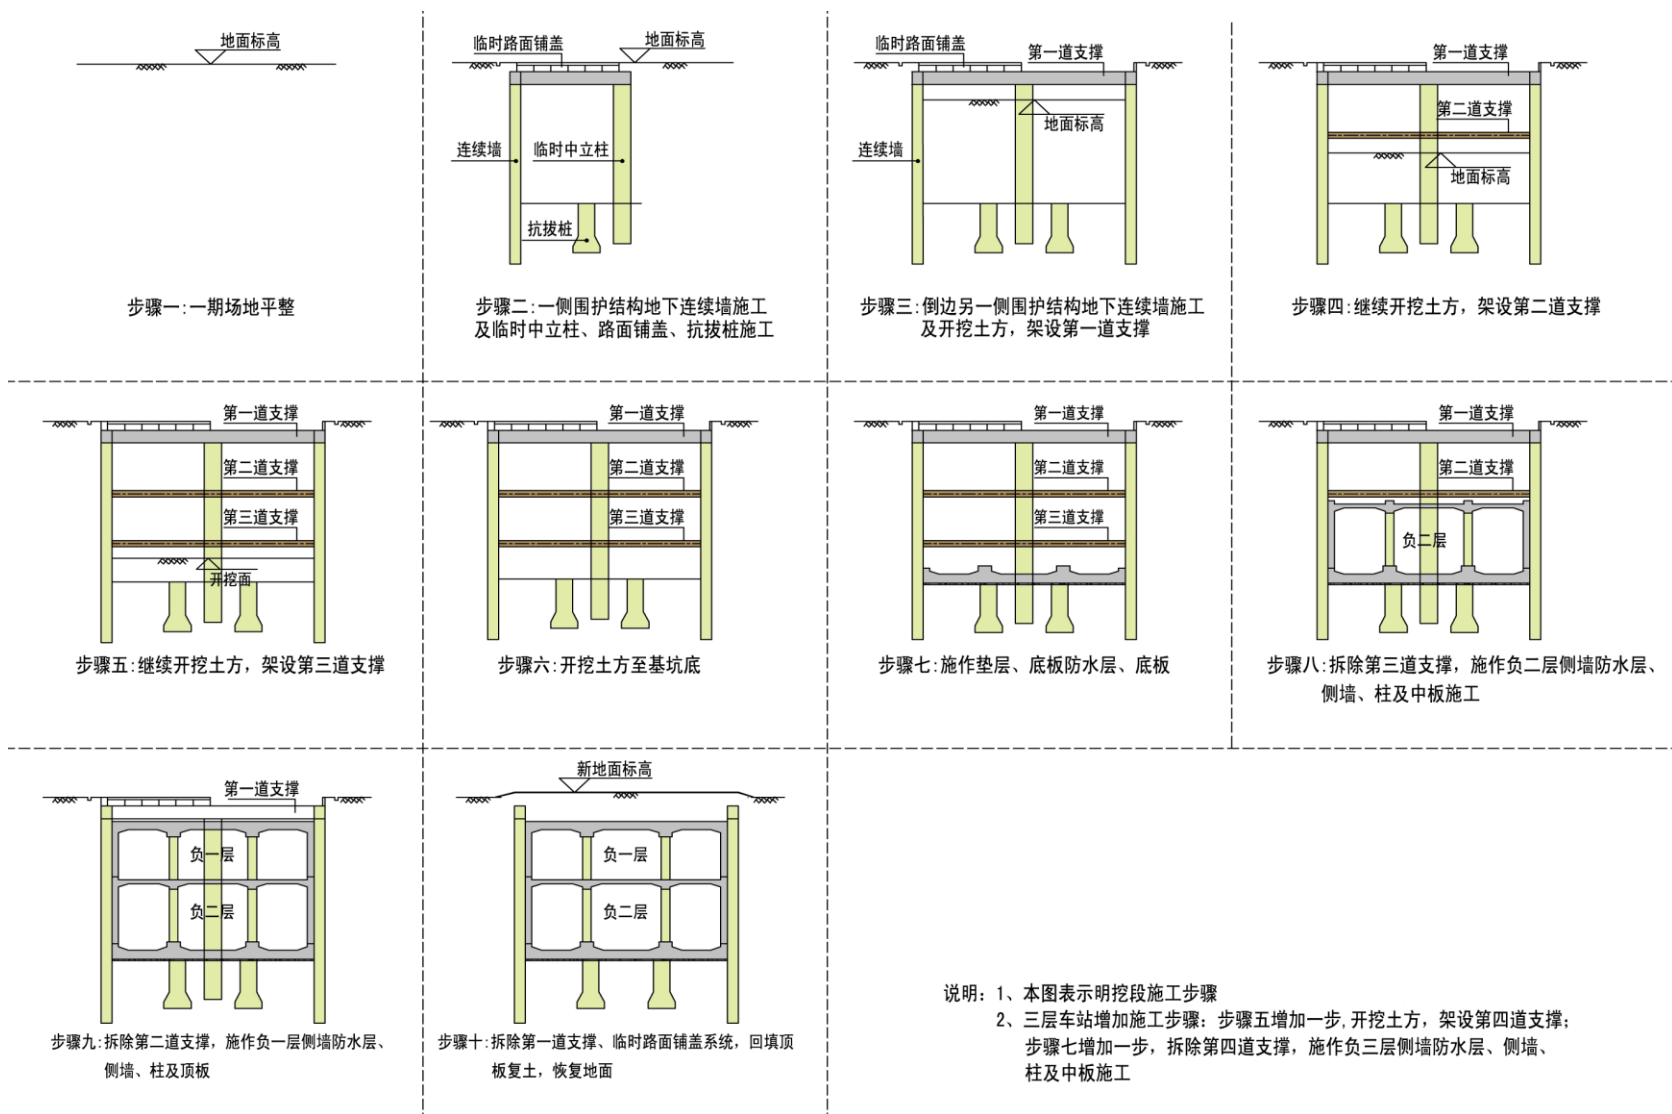 地面标高
步骤一:一期场地平整
临时路面铺盖
地面标高
连续墙
临时中立柱
抗拔桩
步骤二:一侧围护结构地下连续墙施工
及临时中立柱、路面铺盖、抗拔桩施工
临时路面铺盖
第一道支撑
地面标高
连续墙
步骤三:倒边另一侧围护结构地下连续墙施工
及开挖土方，架设第一道支撑
第一道支撑
第二道支撑
地面标高
步骤四:继续开挖土方，架设第二道支撑
第一道支撑
第二道支撑
第三道支撑
开挖面
步骤五:继续开挖土方，架设第三道支撑
第一道支撑
第二道支撑
第三道支撑
步骤六:开挖土方至基坑底
第一道支撑
第二道支撑
第三道支撑
步骤七:施作垫层、底板防水层、底板
第一道支撑
第二道支撑
负二层
步骤八:拆除第三道支撑，施作负二层侧墙防水层、
侧墙、柱及中板施工
第一道支撑
负一层
负二层
步骤九:拆除第二道支撑，施作负一层侧墙防水层、
侧墙、柱及顶板
新地面标高
负一层
负二层
步骤十:拆除第一道支撑、临时路面铺盖系统，回填顶
板复土，恢复地面
说明: 1、本图表示明挖段施工步骤
2、三层车站增加施工步骤: 步骤五增加一步,开挖土方，架设第四道支撑;
步骤七增加一步，拆除第四道支撑，施作负三层侧墙防水层、侧墙、
柱及中板施工